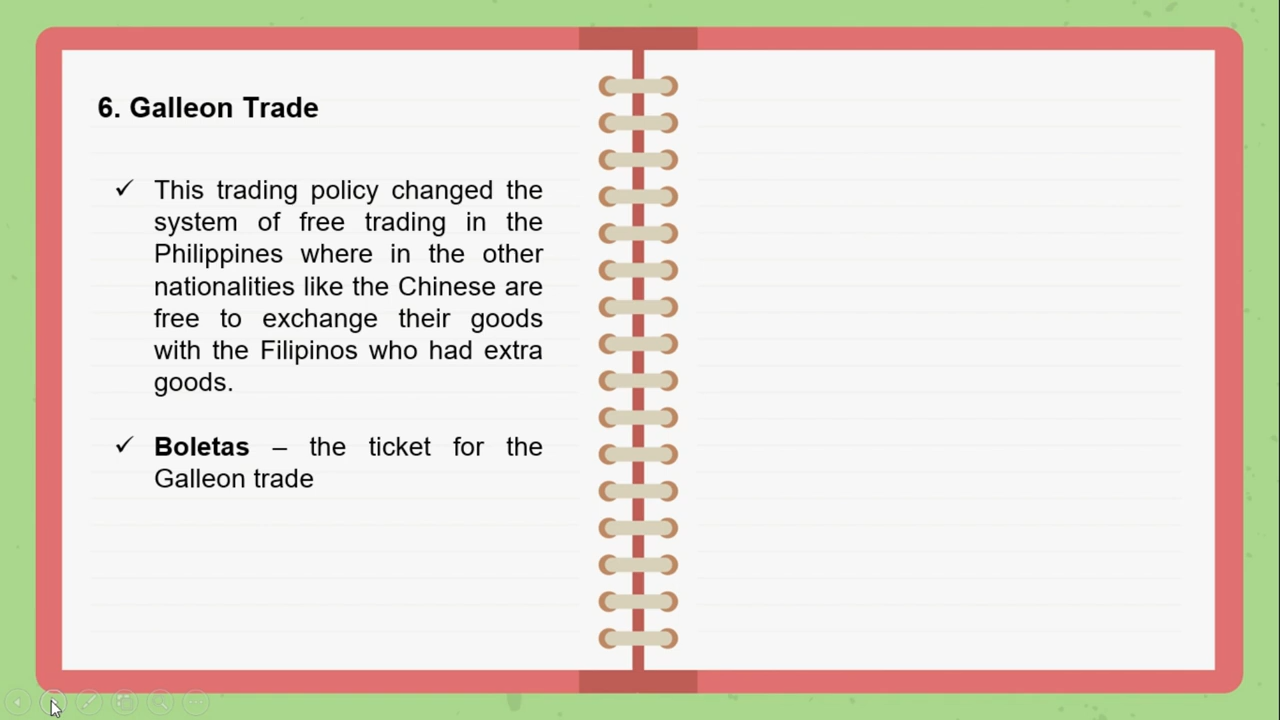 6. Galleon Trade
✓ This trading policy changed the
system of free trading in the
Philippines where in the other
nationalities like the Chinese are
free to exchange their goods
with the Filipinos who had extra
goods.
✓ Boletas – the ticket for the
Galleon trade